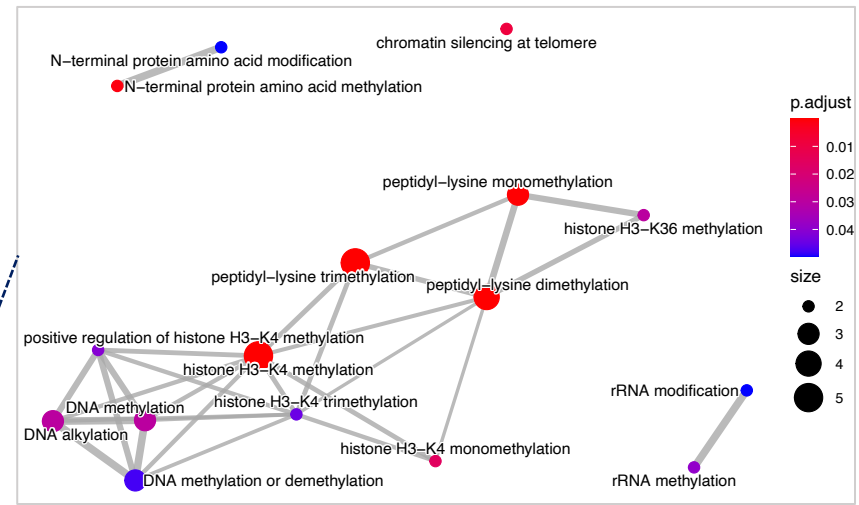 chromatin silencing at telomere
N−terminal protein amino acid modification
N−terminal protein amino acid methylation
p.adjust
0.01
0.02
0.03
0.04
peptidyl−lysine monomethylation
histone H3−K36 methylation
peptidyl−lysine trimethylation
peptidyl−lysine dimethylation
size
2
3
4
5
positive regulation of histone H3−K4 methylation
histone H3−K4 methylation
rRNA modification
histone H3−K4 trimethylation
DNA methylation
DNA alkylation
histone H3−K4 monomethylation
DNA methylation or demethylation
rRNA methylation